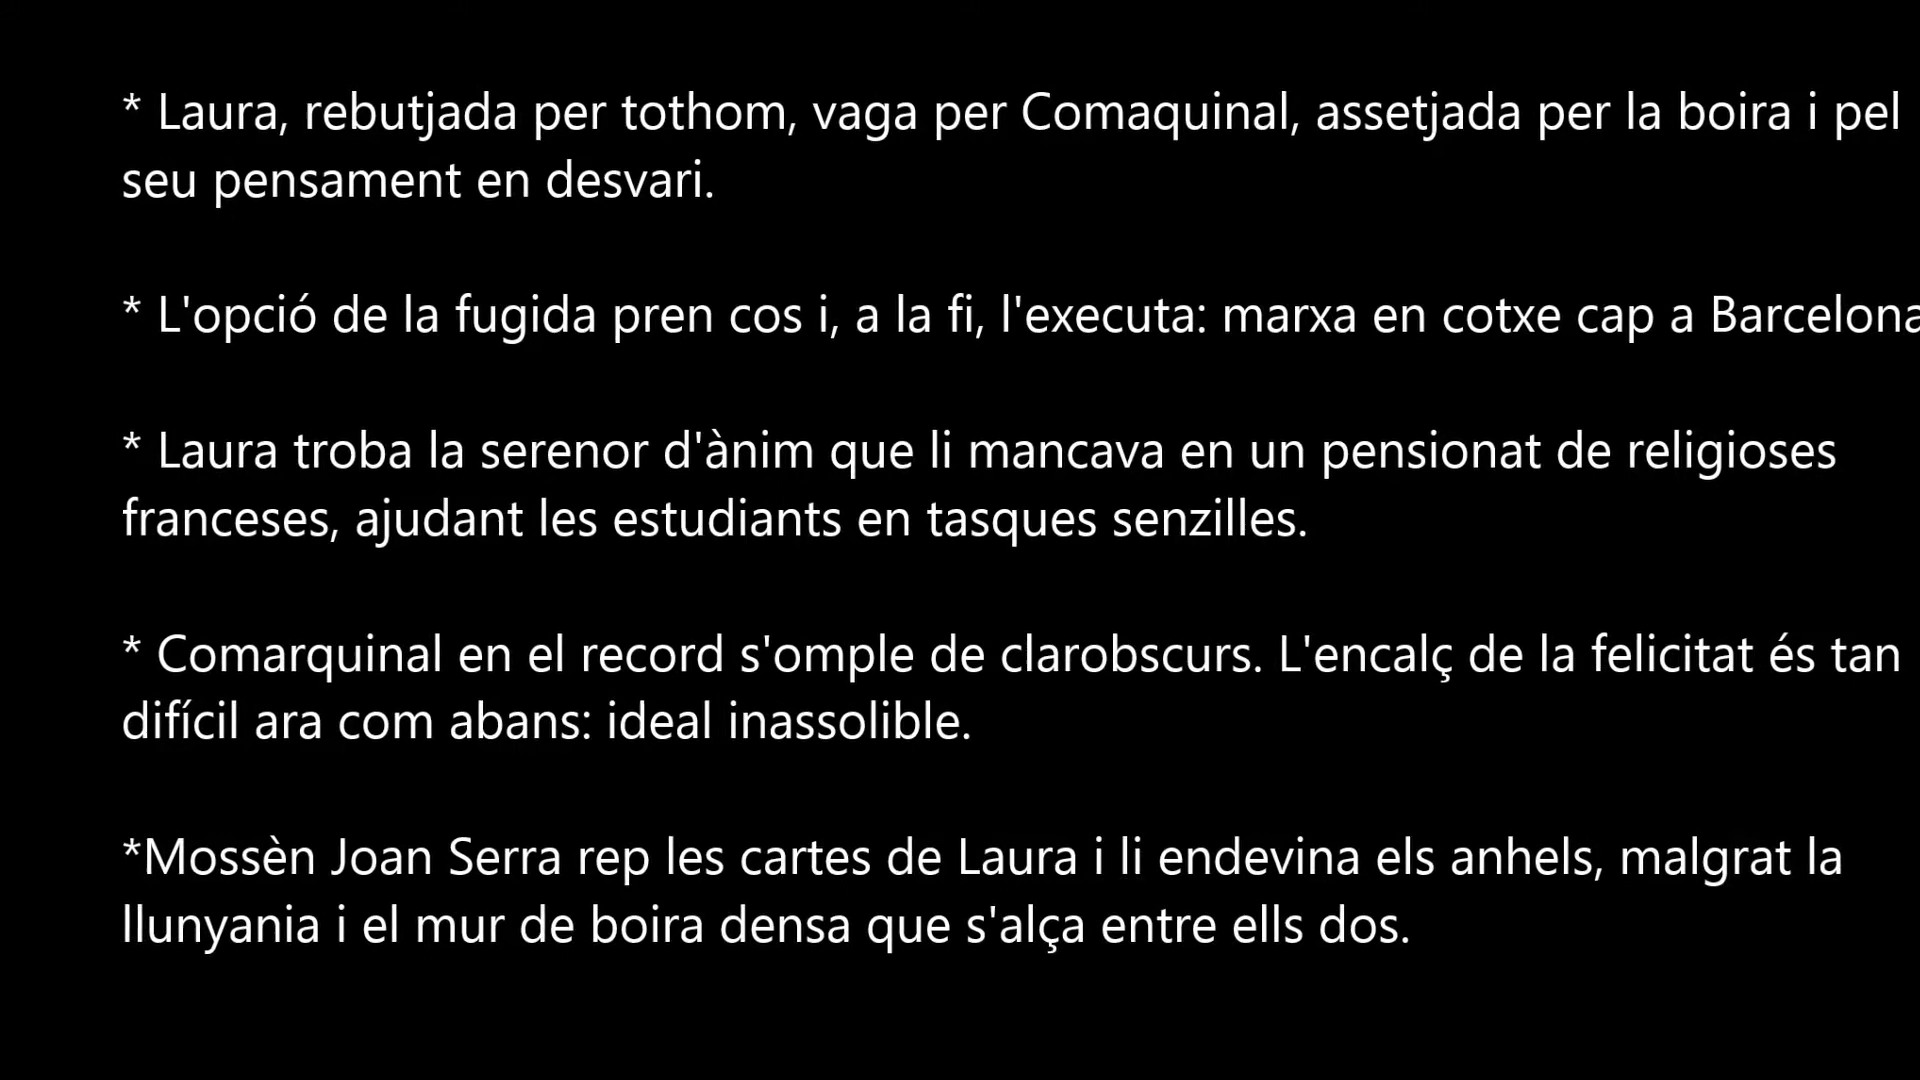 * Laura, rebutjada per tothom, vaga per Comaquinal, assetjada per la boira i pel
seu pensament en desvari.
* L'opció de la fugida pren cos i, a la fi, l'executa: marxa en cotxe cap a Barcelona
* Laura troba la serenor d'ànim que li mancava en un pensionat de religioses
franceses, ajudant les estudiants en tasques senzilles.
* Comarquinal en el record s'omple de clarobscurs. L'encalç de la felicitat és tan
difícil ara com abans: ideal inassolible.
*Mossèn Joan Serra rep les cartes de Laura i li endevina els anhels, malgrat la
llunyania i el mur de boira densa que s'alça entre ells dos.